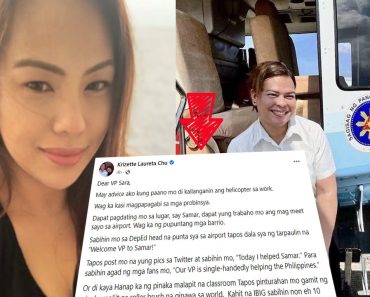 Krizette Laureta Chu
Dear VP Sara,
May advice ako kung paano mo di kallanganin ang helicopter sa work.
Wag ka kasi magpapagabi sa mga probinsya.
Dapat pagdating mo sa lugar, say Samar, dapat yung trabaho mo ang mag meet
sayo sa airport. Wag ka ng pupuntang mga barrio.
Sabihin mo sa DepEd head na punta sya sa airport tapos dala sya ng tarpaulin na
"Welcome VP to Samar!"
Tapos post mo na yung pics sa Twitter at sabihin mo, "Today I helped Samar." Para
sabihin agad ng mga fans mo, "Our VP is single-handedly helping the Philippines."
Or di kaya Hanap ka ng pinaka malapit na classroom Tapos pinturahan mo gamit
Kahit na IBIG sabihin eh 10